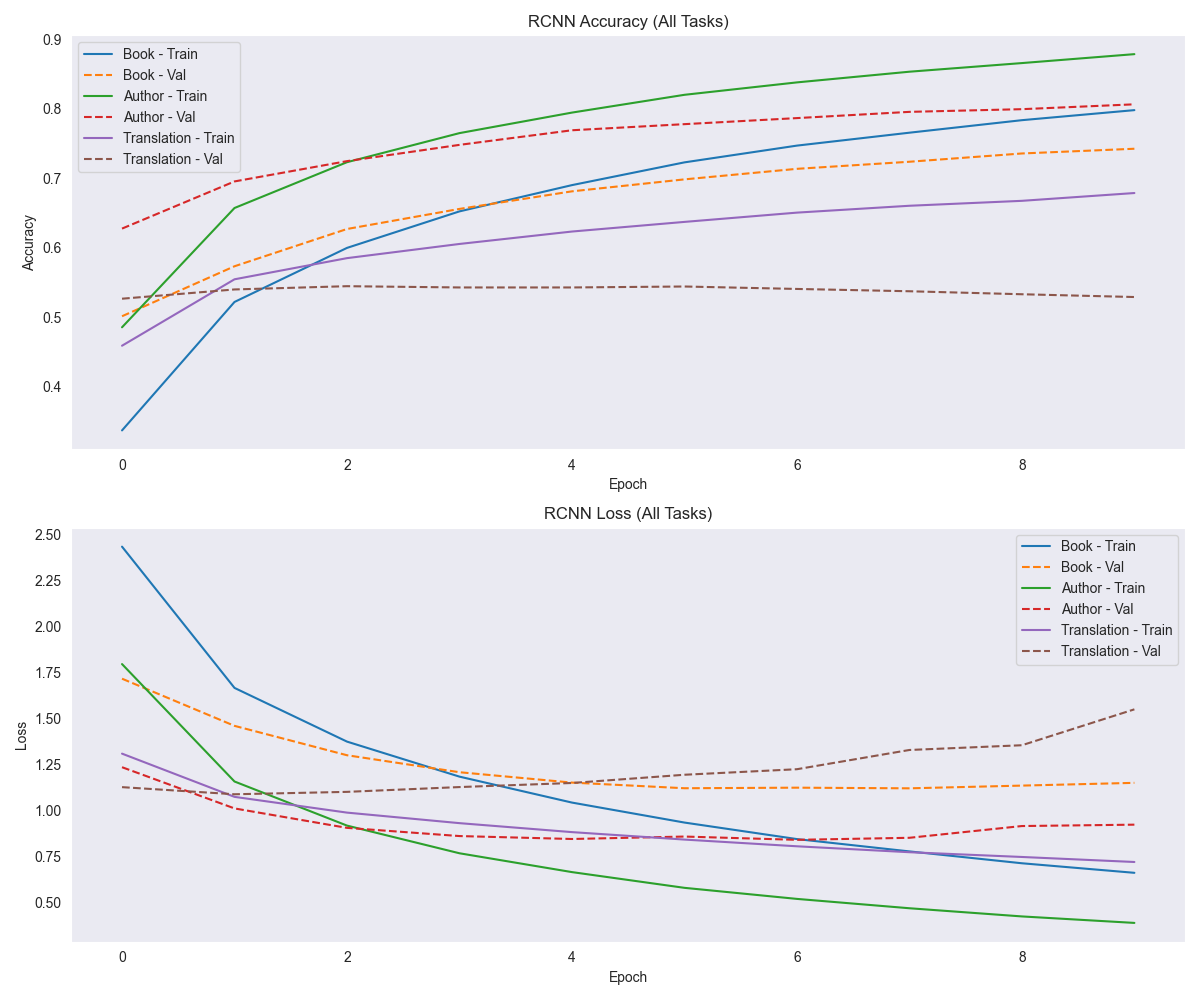 RCNN Accuracy (All Tasks)
0.9
0.8
0.7
0.6
0.5
0.4
Accuracy
Book - Train
Book - Val
Author - Train
Author - Val
Translation - Train
Translation - Val
0 2 4 6 8
Epoch
RCNN Loss (All Tasks)
2.50
2.25
2.00
1.75
1.50
1.25
1.00
0.75
0.50
Loss
Book - Train
Book - Val
Author - Train
Author - Val
Translation - Train
Translation - Val
0 2 4 6 8
Epoch